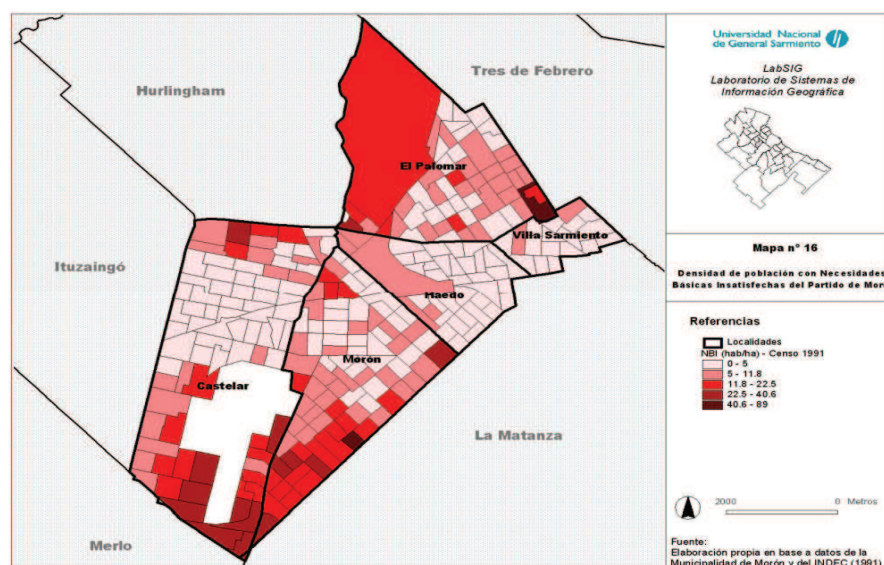 Hurlingham
Tres de Febrero
El Palomar
Villa Sarmiento
Ituzaingó
Haedo
Morón
Castelar
La Matanza
Merlo
Universidad Nacional
de General Sarmiento
LabSIG
Laboratorio de Sistemas de
Información Geográfica
Mapa nº 16
Densidad de población con Necesidades
Básicas Insatisfechas del Partido de Mor
Referencias
Localidades
NBI (hab/ha) - Censo 1991
0 - 5
5 - 11.8
11.8 - 22.5
22.5 - 40.6
40.6 - 89
2000 0 Metros
Fuente:
Elaboración propia en base a datos de la
Municipalidad de Morón y del INDEC (1991)